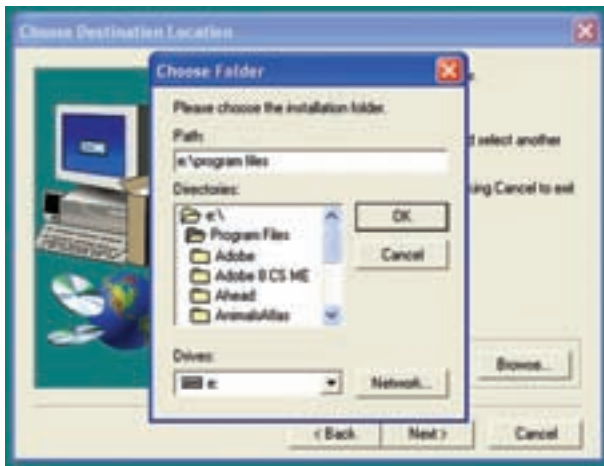 Choose Destination Location
Choose Folder
Please choose the installation folder.
Path:
e:\program files
Directories:
e:\
Program Files
Adobe
Adobe 8 CS ME
Ahead
AnimalsAtlas
OK
Cancel
Drives:
e:
Network...
select another
Cancel to exit
Browse...
< Back
Next >
Cancel